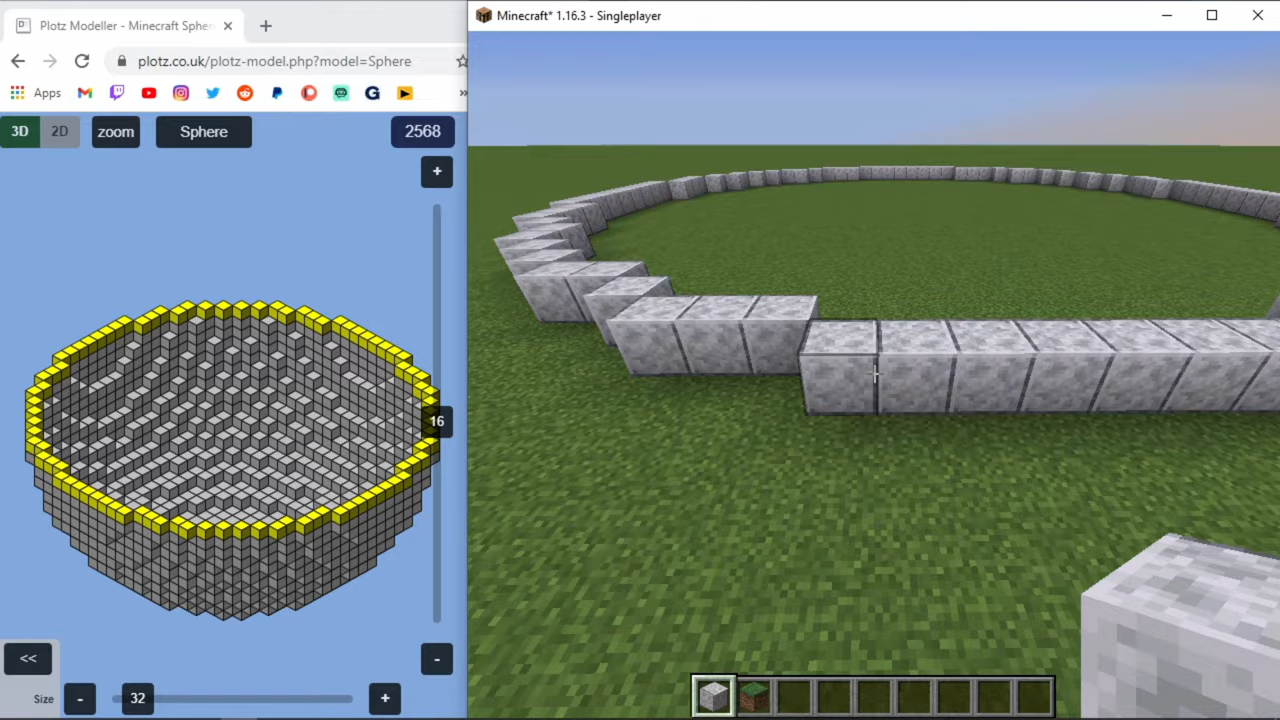 Plotz Modeller - Minecraft Spher
Minecraft* 1.16.3 - Singleplayer
plotz.co.uk/plotz-model.php?model=Sphere
Apps
G
»
3D 2D zoom Sphere 2568
+
16
<< -
Size - 32 +